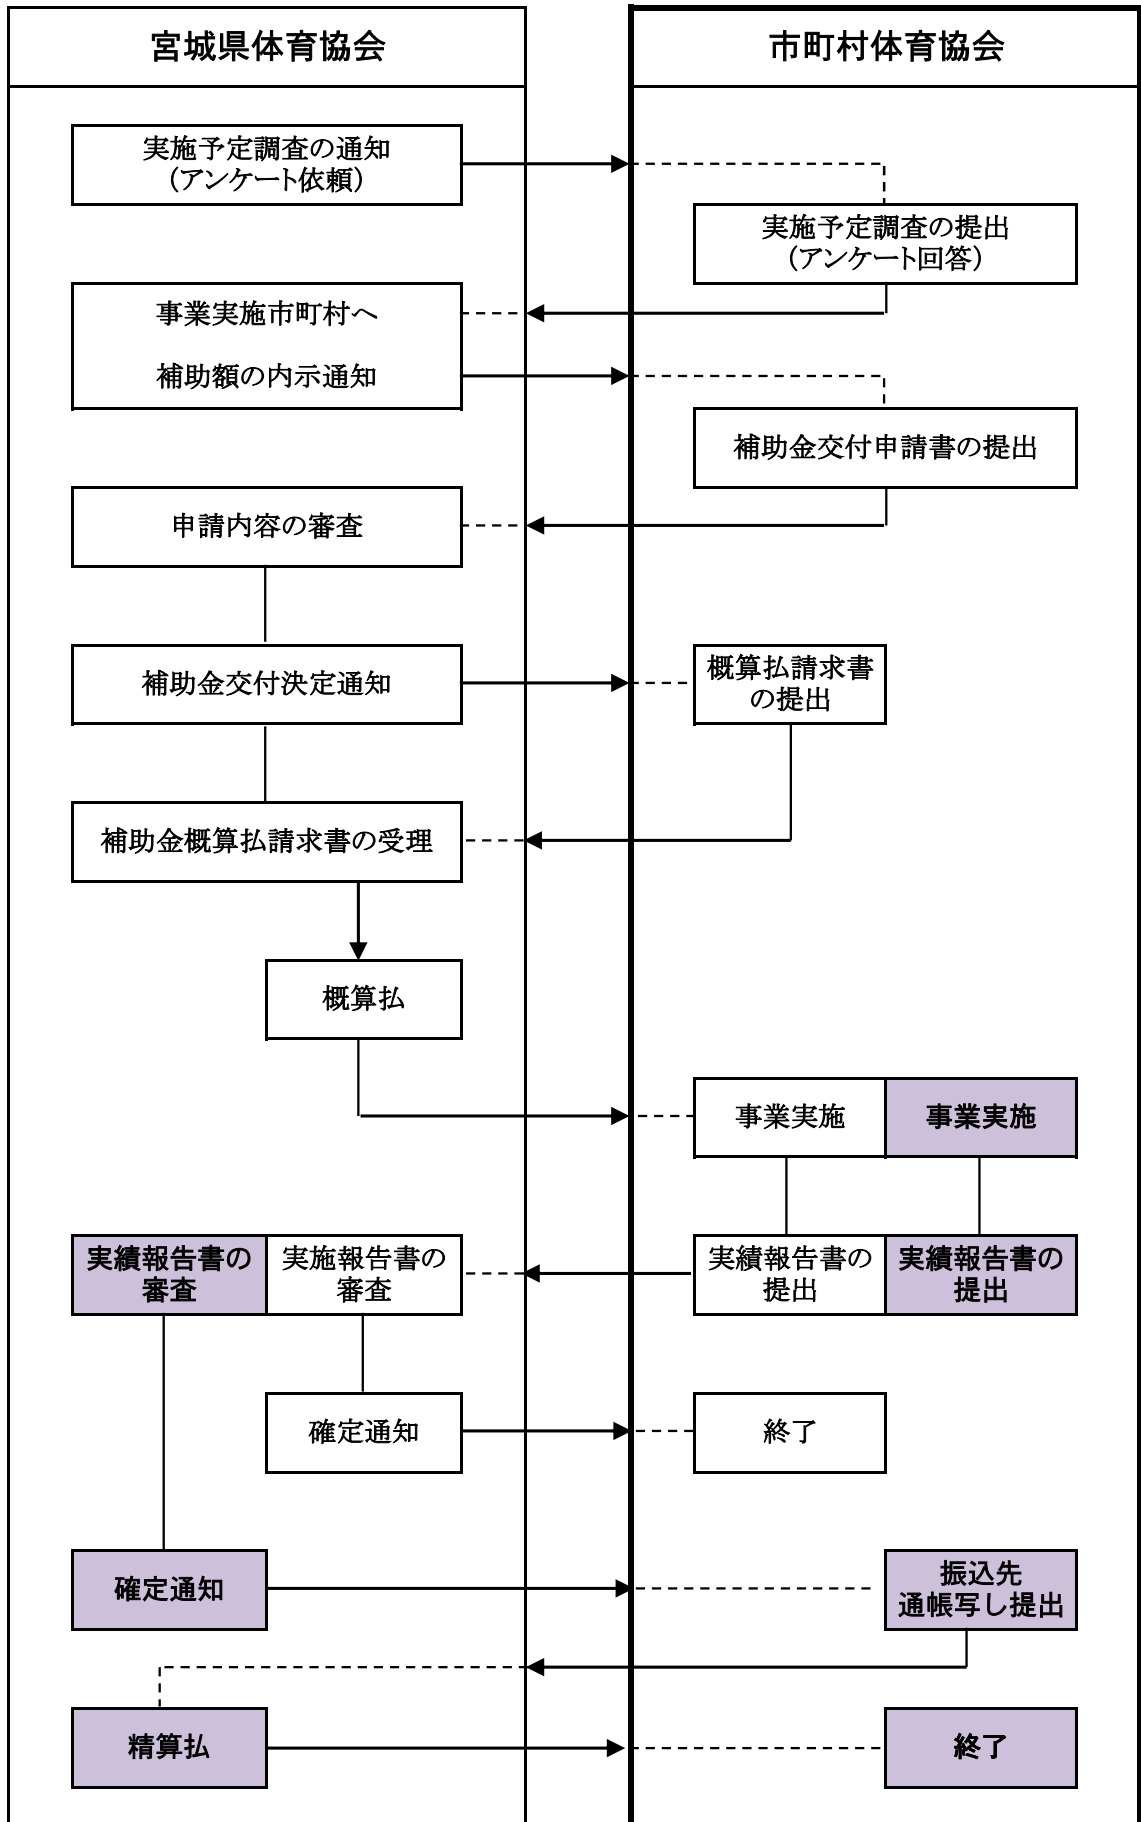 宮城県体育協会
市町村体育協会
実施予定調査の通知
（アンケート依頼）
実施予定調査の提出
（アンケート回答）
事業実施市町村へ
補助額の内示通知
補助金交付申請書の提出
申請内容の審査
補助金交付決定通知
概算払請求書
の提出
補助金概算払請求書の受理
概算払
事業実施
事業実施
実績報告書の
審査
実施報告書の
審査
実績報告書の
提出
実績報告書の
提出
確定通知
終了
確定通知
振込先
通帳写し提出
精算払
終了